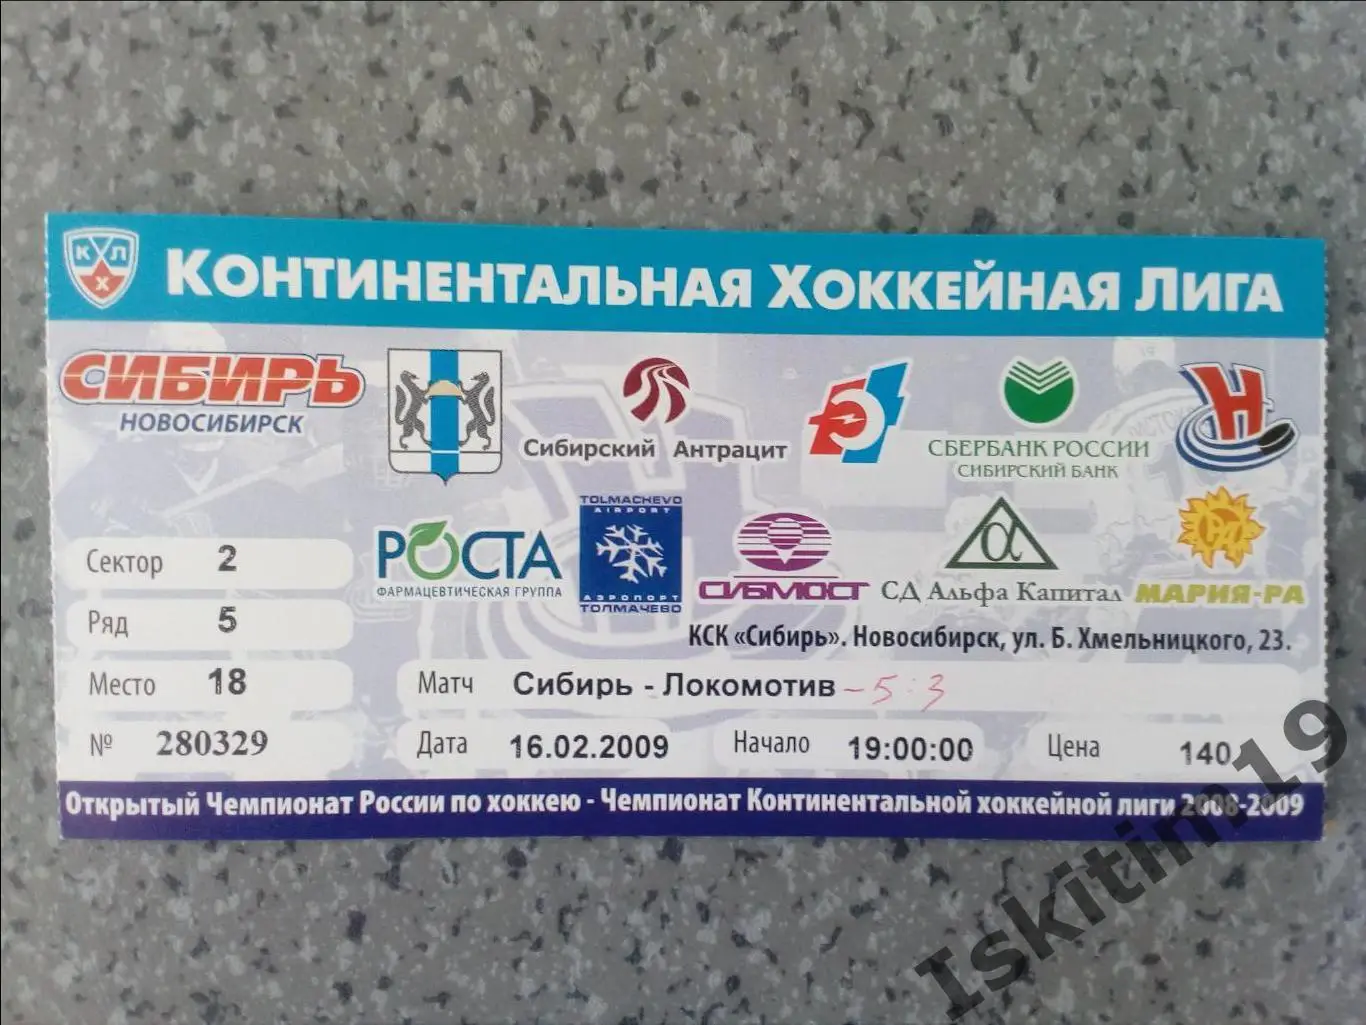 КХЛ
Континентальная Хоккейная Лига
СИБИРЬ
НОВОСИБИРСК
Сибирский Антрацит
5
СБЕРБАНК РОССИИ
СИБИРСКИЙ БАНК
Н
РОСТА
ФАРМАЦЕВТИЧЕСКАЯ ГРУППА
TOLMACHEVO
AIRPORT
АЭРОПОРТ
ТОЛМАЧЕВО
СИБМОСТ
α
СД Альфа Капитал
РА
МАРИЯ-РА
КСК «Сибирь». Новосибирск, ул. Б. Хмельницкого, 23.
Сектор 2
Ряд 5
Место 18
№ 280329
Матч Сибирь - Локомотив - 5:3
Дата 16.02.2009 Начало 19:00:00 Цена 140
Открытый Чемпионат России по хоккею - Чемпионат Континентальной хоккейной лиги 2008-2009
Iskitim19